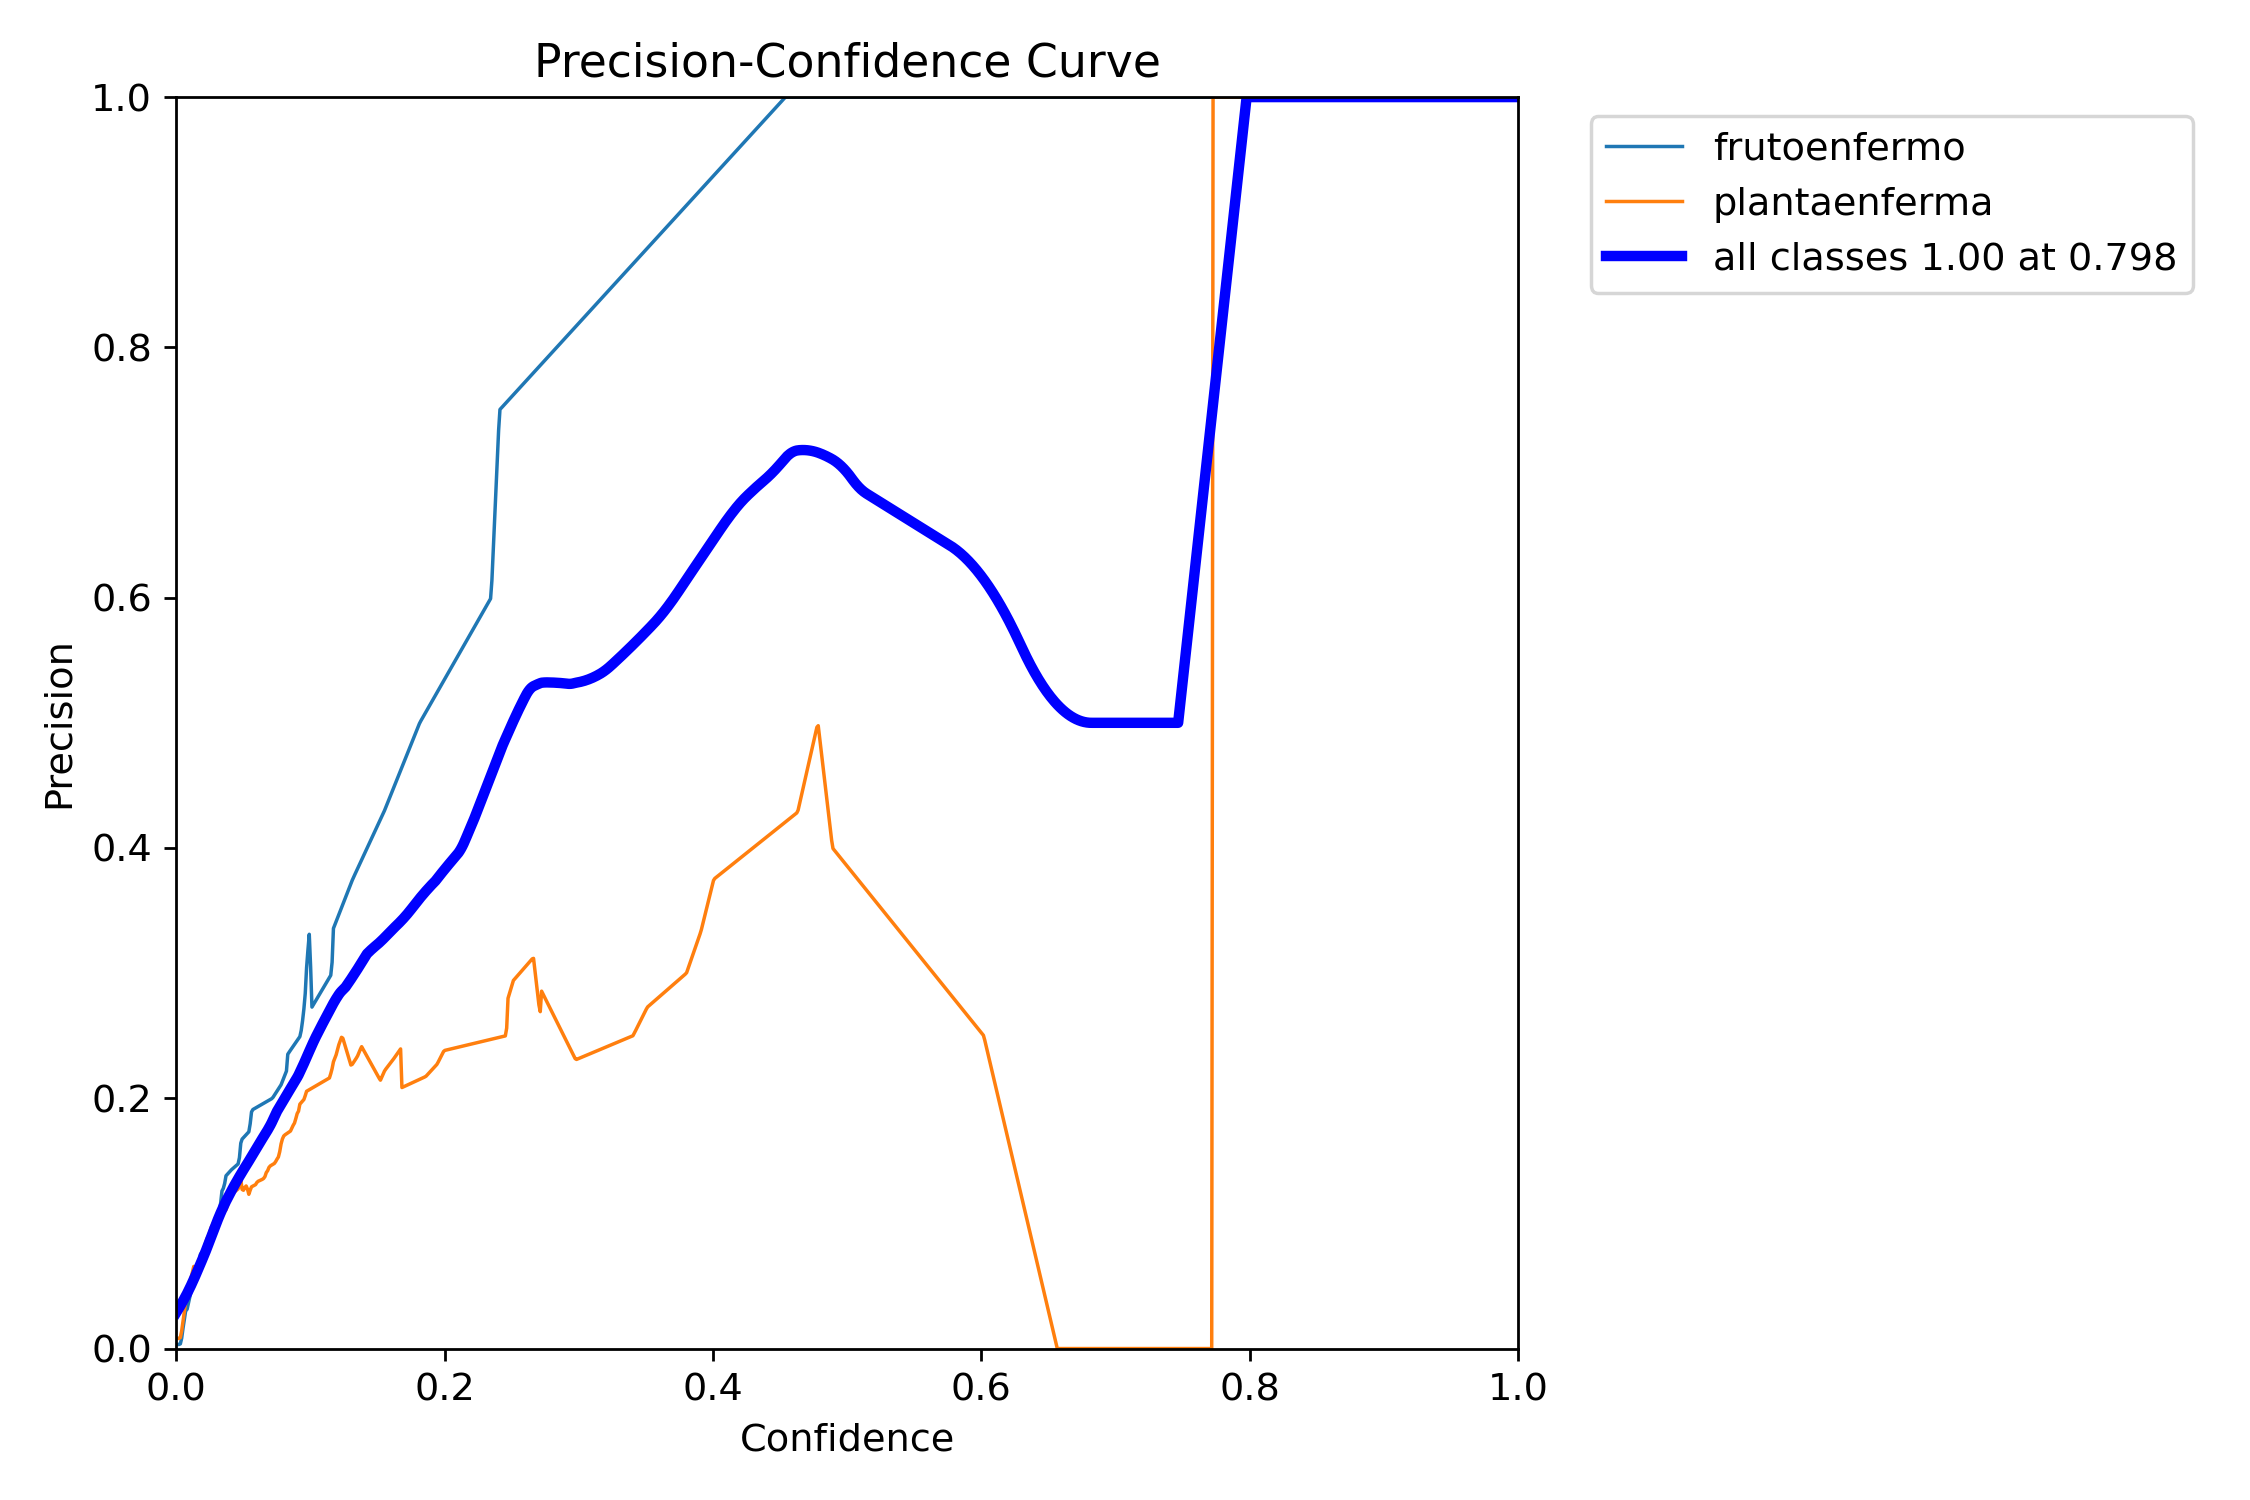 Precision-Confidence Curve
1.0
0.8
0.6
0.4
0.2
0.0
Precision
0.0 0.2 0.4 0.6 0.8 1.0
Confidence
frutoenfermo
plantaenferma
all classes 1.00 at 0.798